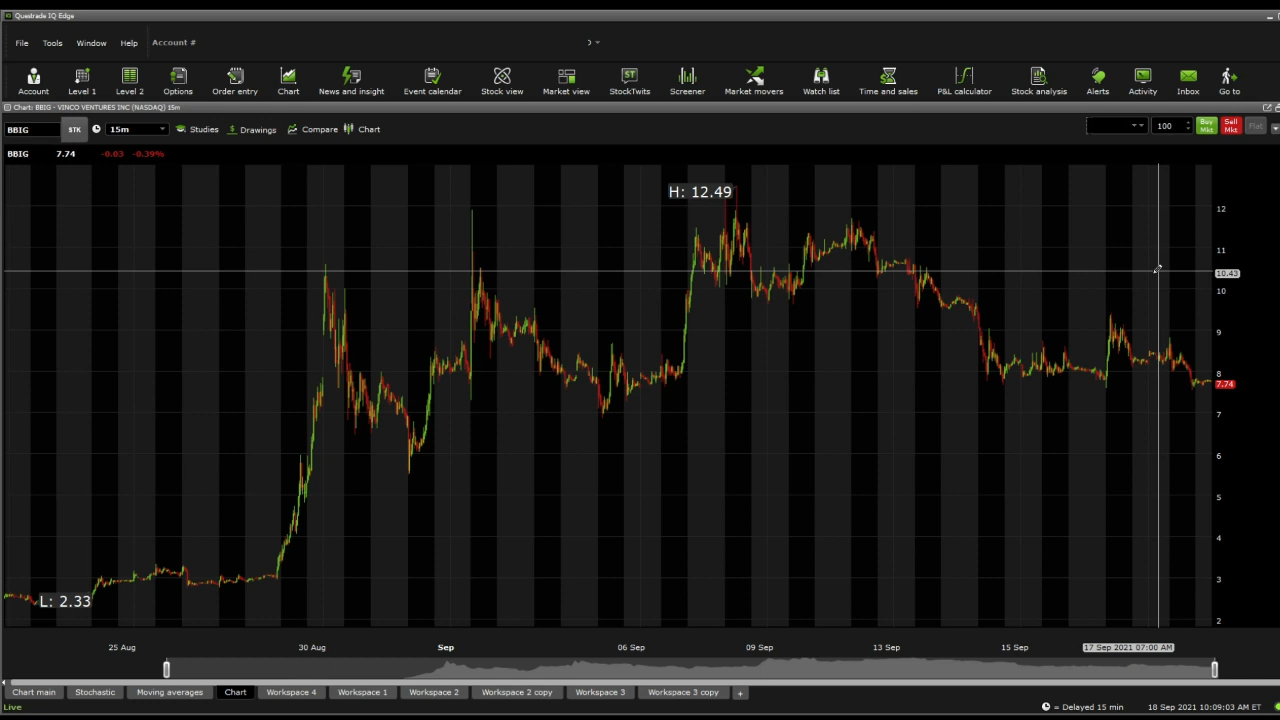 Questrade IQ Edge
File Tools Window Help Account #
Account Level 1 Level 2 Options Order entry Chart News and insight Event calendar Stock view Market view StockTwits Screener Market movers Watch list Time and sales P&L calculator Stock analysis Alerts Activity Inbox Go to
Chart: BBIG - VINCO VENTURES INC (NASDAQ) 15m
BBIG STK 15m Studies Drawings Compare Chart 100 Buy Mkt Sell Mkt Flat
BBIG 7.74 -0.03 -0.39%
H: 12.49
12
11
10.43
10
9
8
7.74
7
6
5
4
3
L: 2.33
2
25 Aug 30 Aug Sep 06 Sep 09 Sep 13 Sep 15 Sep 17 Sep 2021 07:00 AM
Chart main Stochastic Moving averages Chart Workspace 4 Workspace 1 Workspace 2 Workspace 2 copy Workspace 3 Workspace 3 copy +
Live = Delayed 15 min 18 Sep 2021 10:09:03 AM ET